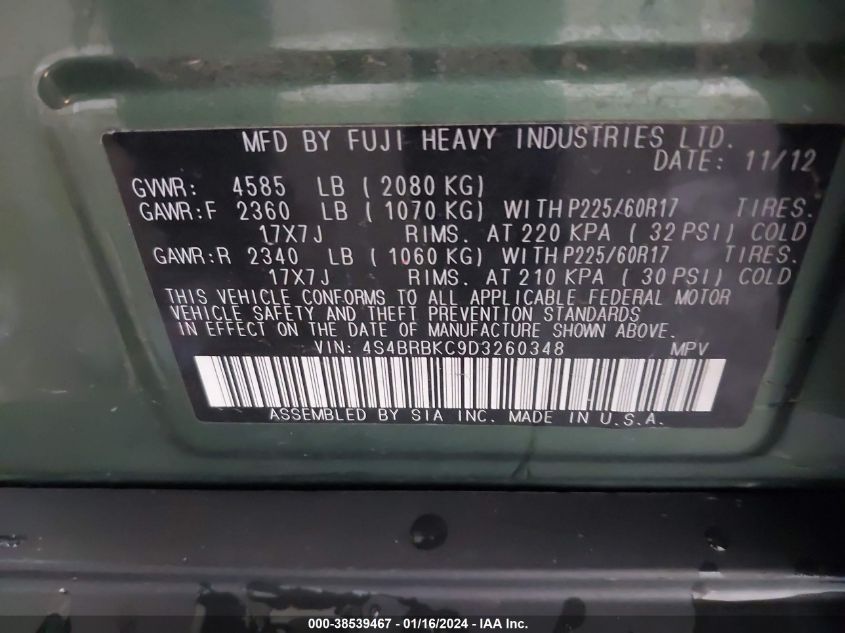 MFD BY FUJI HEAVY INDUSTRIES LTD.
DATE: 11/12
GVWR: 4585 LB ( 2080 KG)
GAWR:F 2360 LB ( 1070 KG) WITH P225/60R17 TIRES.
17X7J RIMS. AT 220 KPA ( 32 PSI) COLD
GAWR:R 2340 LB ( 1060 KG) WITH P225/60R17 TIRES.
17X7J RIMS. AT 210 KPA ( 30 PSI) COLD
THIS VEHICLE CONFORMS TO ALL APPLICABLE FEDERAL MOTOR
VEHICLE SAFETY AND THEFT PREVENTION STANDARDS
IN EFFECT ON THE DATE OF MANUFACTURE SHOWN ABOVE.
VIN: 4S4BRBKC9D3260348 MPV
ASSEMBLED BY SIA INC. MADE IN U.S.A.
000-38539467 - 01/16/2024 - IAA Inc.